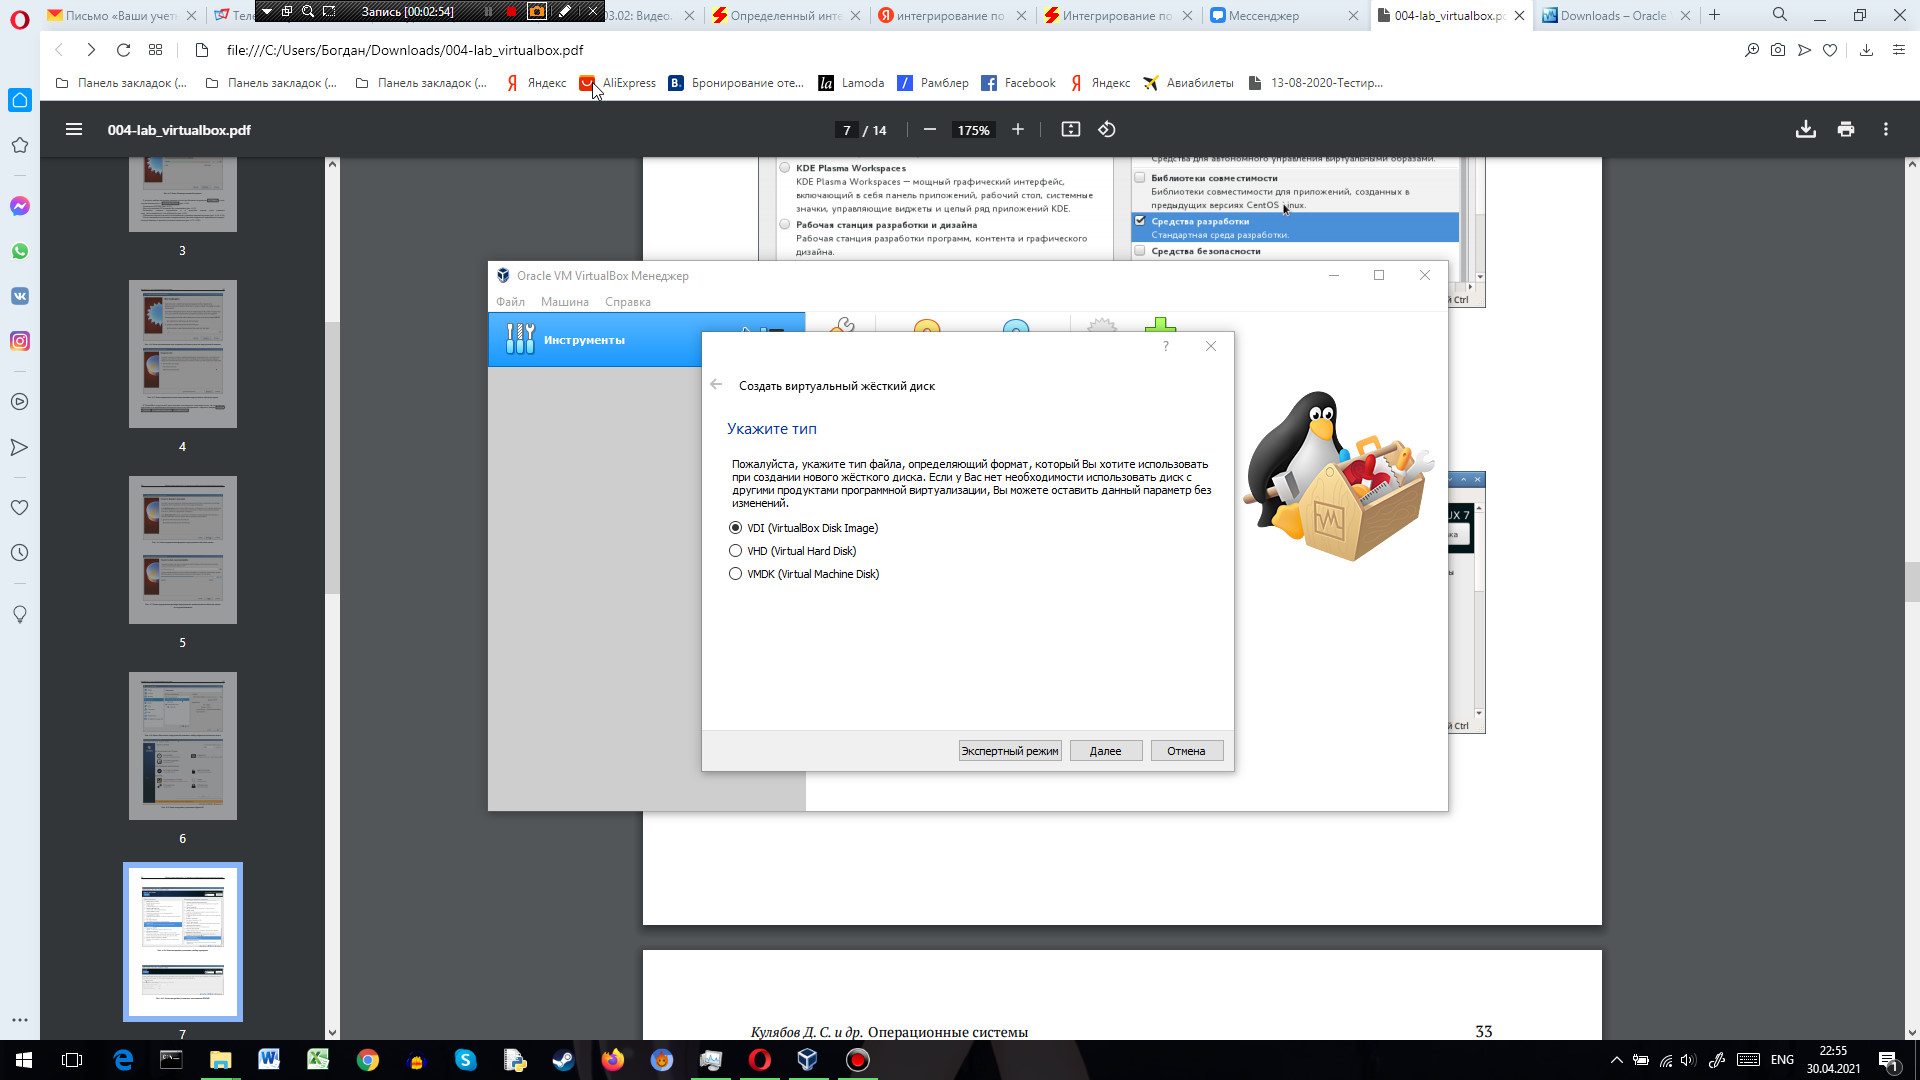 Письмо «Ваши учет
Теле
Запись [00:02:54]
03.02: Видео.
Определенный инте
интегрирование по
Интегрирование по
Мессенджер
004-lab_virtualbox.p
Downloads – Oracle
file:///C:/Users/Богдан/Downloads/004-lab_virtualbox.pdf
Панель закладок (...
Панель закладок (...
Панель закладок (...
Яндекс
AliExpress
Бронирование оте...
Lamoda
Рамблер
Facebook
Яндекс
Авиабилеты
13-08-2020-Тестир...
004-lab_virtualbox.pdf
7 / 14
175%
3
4
5
6
7
KDE Plasma Workspaces
KDE Plasma Workspaces — мощный графический интерфейс,
включающий в себя панель приложений, рабочий стол, системные
значки, управляющие виджеты и целый ряд приложений KDE.
Рабочая станция разработки и дизайна
Рабочая станция разработки программ, контента и графического
дизайна.
Средства для автономного управления виртуальными образами.
Библиотеки совместимости
Библиотеки совместимости для приложений, созданных в
предыдущих версиях CentOS Linux.
Средства разработки
Стандартная среда разработки.
Средства безопасности
й Ctrl
Oracle VM VirtualBox Менеджер
Файл
Машина
Справка
Инструменты
?
Создать виртуальный жёсткий диск
Укажите тип
Пожалуйста, укажите тип файла, определяющий формат, который Вы хотите использовать
при создании нового жёсткого диска. Если у Вас нет необходимости использовать диск с
другими продуктами программной виртуализации, Вы можете оставить данный параметр без
изменений.
VDI (VirtualBox Disk Image)
VHD (Virtual Hard Disk)
VMDK (Virtual Machine Disk)
Экспертный режим
Далее
Отмена
UX 7
ка
ы
й Ctrl
Кулябов Д. С. и др. Операционные системы
33
ENG
22:55
30.04.2021
1